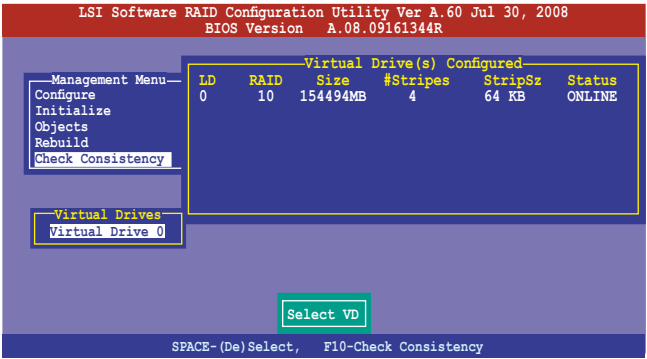 LSI Software RAID Configuration Utility Ver A.60 Jul 30, 2008
BIOS Version A.08.09161344R
Virtual Drive(s) Configured
LD RAID Size #Stripes StripSz Status
0 10 154494MB 4 64 KB ONLINE
Management Menu
Configure
Initialize
Objects
Rebuild
Check Consistency
Virtual Drives
Virtual Drive 0
Select VD
SPACE-(De)Select, F10-Check Consistency